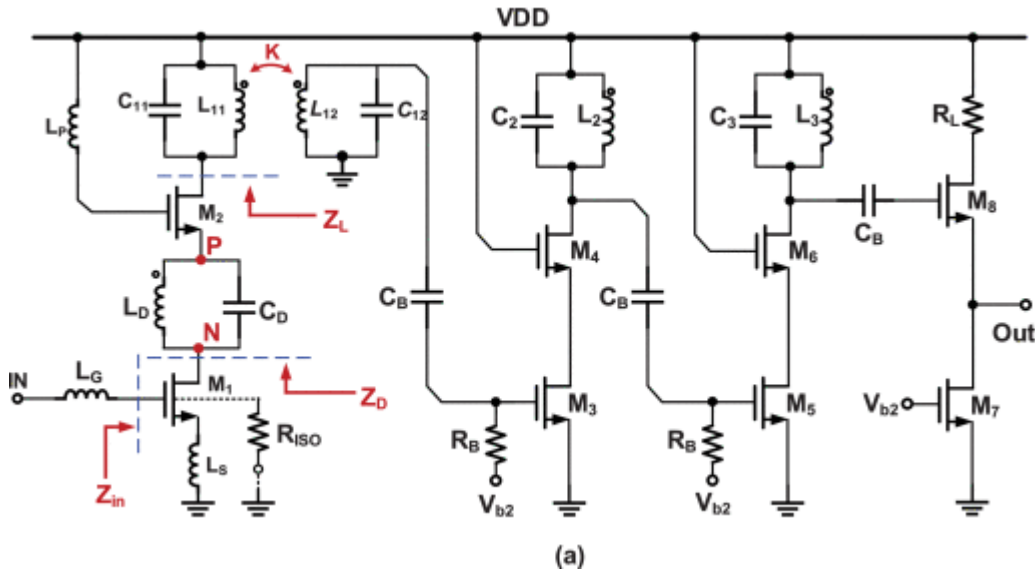 VDD
K
C11
L11
L12
C12
LP
C2
L2
C3
L3
RL
M2
ZL
P
LD
CD
N
CB
M4
CB
M6
CB
M8
Out
IN
LG
M1
ZD
Zin
LS
RISO
RB
Vb2
M3
RB
Vb2
M5
Vb2
M7
(a)